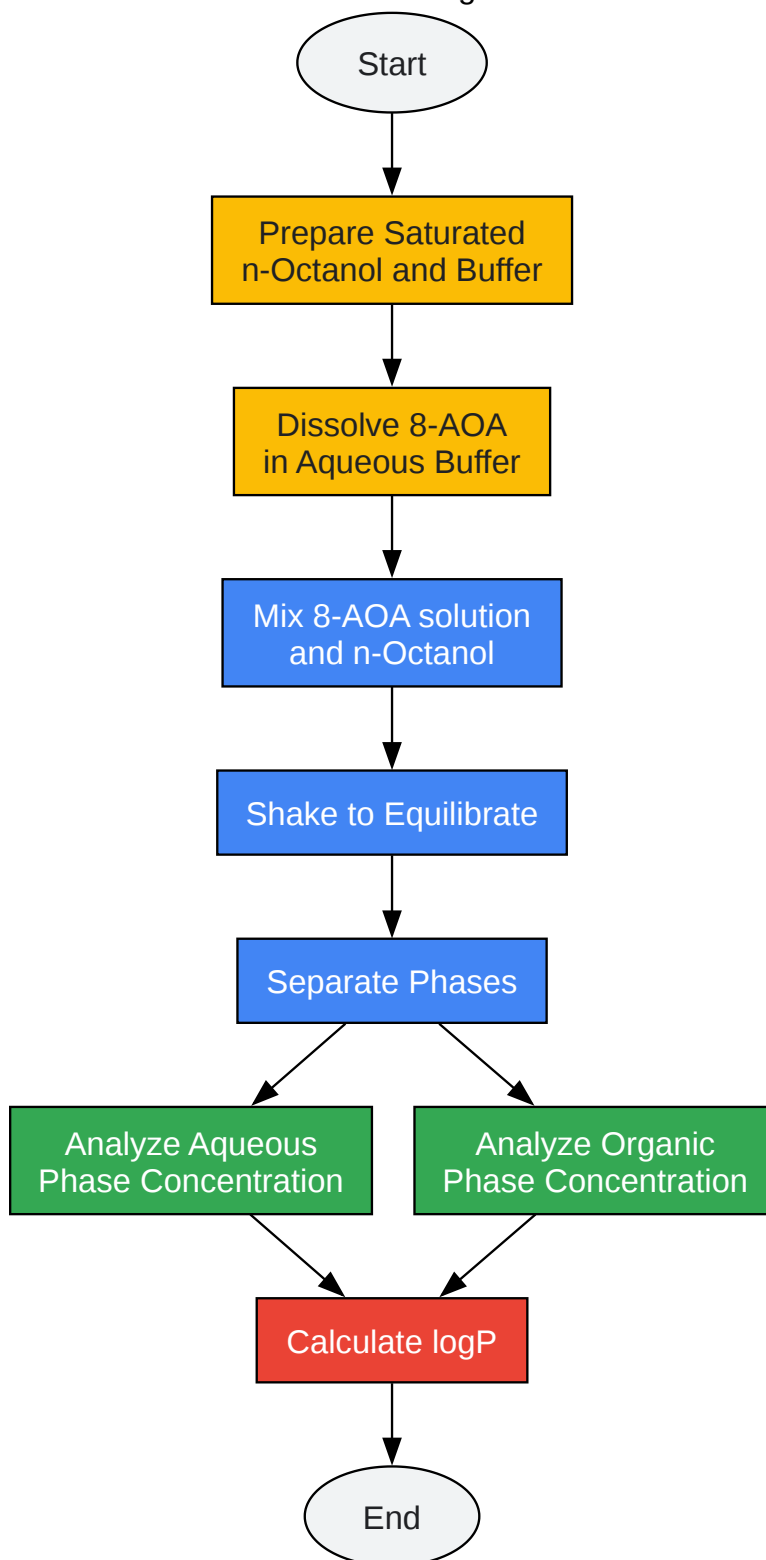 Start
Prepare Saturated
n-Octanol and Buffer
Dissolve 8-AOA
in Aqueous Buffer
Mix 8-AOA solution
and n-Octanol
Shake to Equilibrate
Separate Phases
Analyze Aqueous
Phase Concentration
Analyze Organic
Phase Concentration
Calculate logP
End